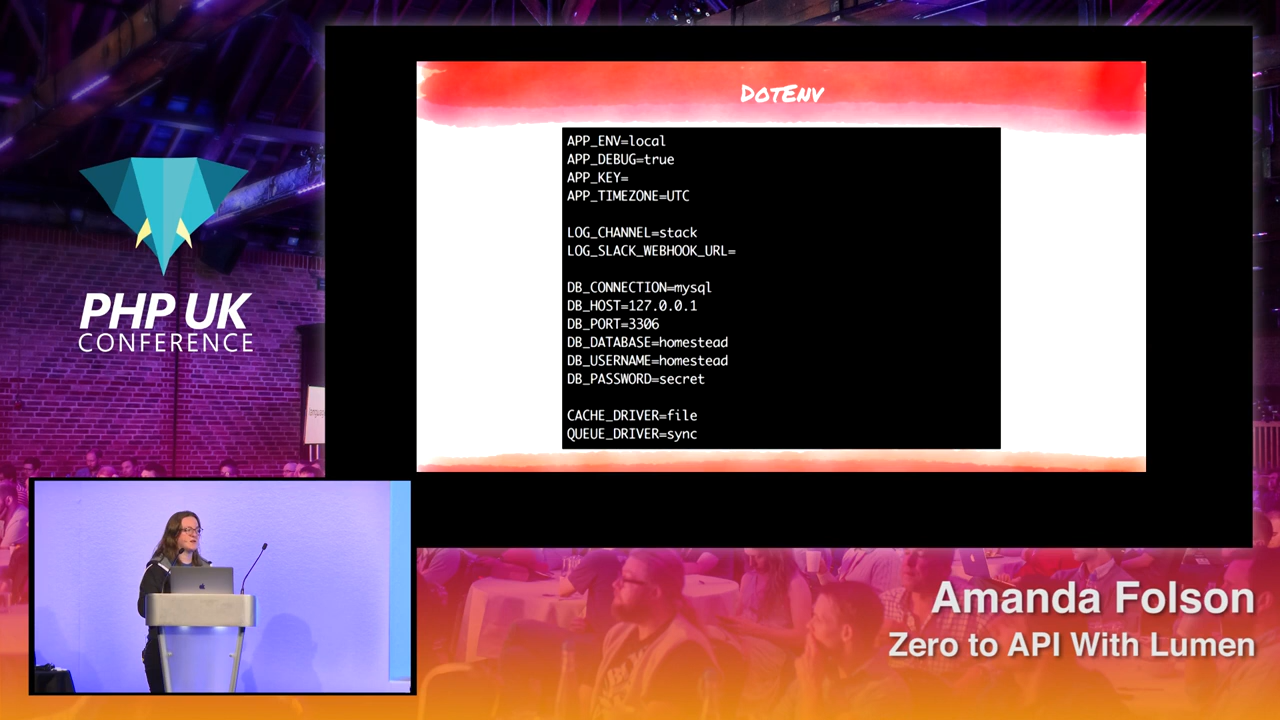 DotEnv
APP_ENV=local
APP_DEBUG=true
APP_KEY=
APP_TIMEZONE=UTC
LOG_CHANNEL=stack
LOG_SLACK_WEBHOOK_URL=
DB_CONNECTION=mysql
DB_HOST=127.0.0.1
DB_PORT=3306
DB_DATABASE=homestead
DB_USERNAME=homestead
DB_PASSWORD=secret
CACHE_DRIVER=file
QUEUE_DRIVER=sync
PHP UK
CONFERENCE
Amanda Folson
Zero to API With Lumen